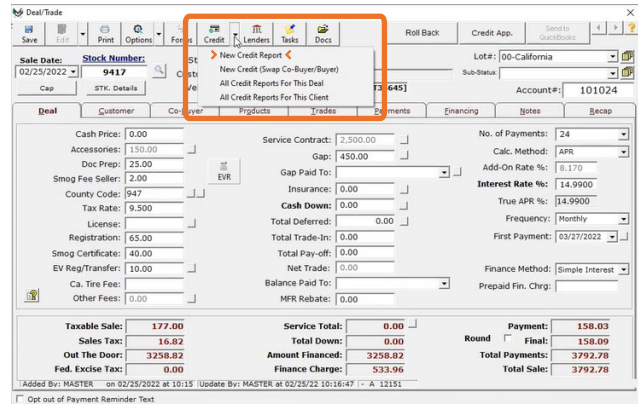 Deal/Trade
Save Edit Print Options Forms Credit Lenders Tasks Docs Roll Back Credit App. Send to QuickBooks
Sale Date: Stock Number: Lot#: 00-California
02/25/2022 9417 Sub-Status:
Cap STK. Details Account#: 101024
New Credit Report
New Credit (Swap Co-Buyer/Buyer)
All Credit Reports For This Deal
All Credit Reports For This Client
Deal Customer Co-Buyer Products Trades Payments Financing Notes Recap
Cash Price: 0.00 Service Contract: 2,500.00 No. of Payments: 24
Accessories: 150.00 Gap: 450.00 Calc. Method: APR
Doc Prep: 25.00 Gap Paid To: Add-On Rate %: 8.170
Smog Fee Seller: 2.00 EVR Insurance: 0.00 Interest Rate %: 14.9900
County Code: 947 Cash Down: 0.00 True APR %: 14.9900
Tax Rate: 9.500 Total Deferred: 0.00 Frequency: Monthly
License: Total Trade-In: 0.00 First Payment: 03/27/2022
Registration: 65.00 Total Pay-off: 0.00
Smog Certificate: 40.00 Net Trade: 0.00 Finance Method: Simple Interest
EV Reg/Transfer: 10.00 Balance Paid To: Prepaid Fin. Chrg:
Ca. Tire Fee: MFR Rebate: 0.00
Other Fees: 0.00
Taxable Sale: 177.00 Service Total: 0.00 Payment: 158.03
Sales Tax: 16.82 Total Down: 0.00 Round Final: 158.09
Out The Door: 3258.82 Amount Financed: 3258.82 Total Payments: 3792.78
Fed. Excise Tax: 0.00 Finance Charge: 533.96 Total Sale: 3792.78
Added By: MASTER on 02/25/2022 at 10:15 Update By: MASTER at 02/25/22 10:16:47 - A 12151
Opt out of Payment Reminder Text